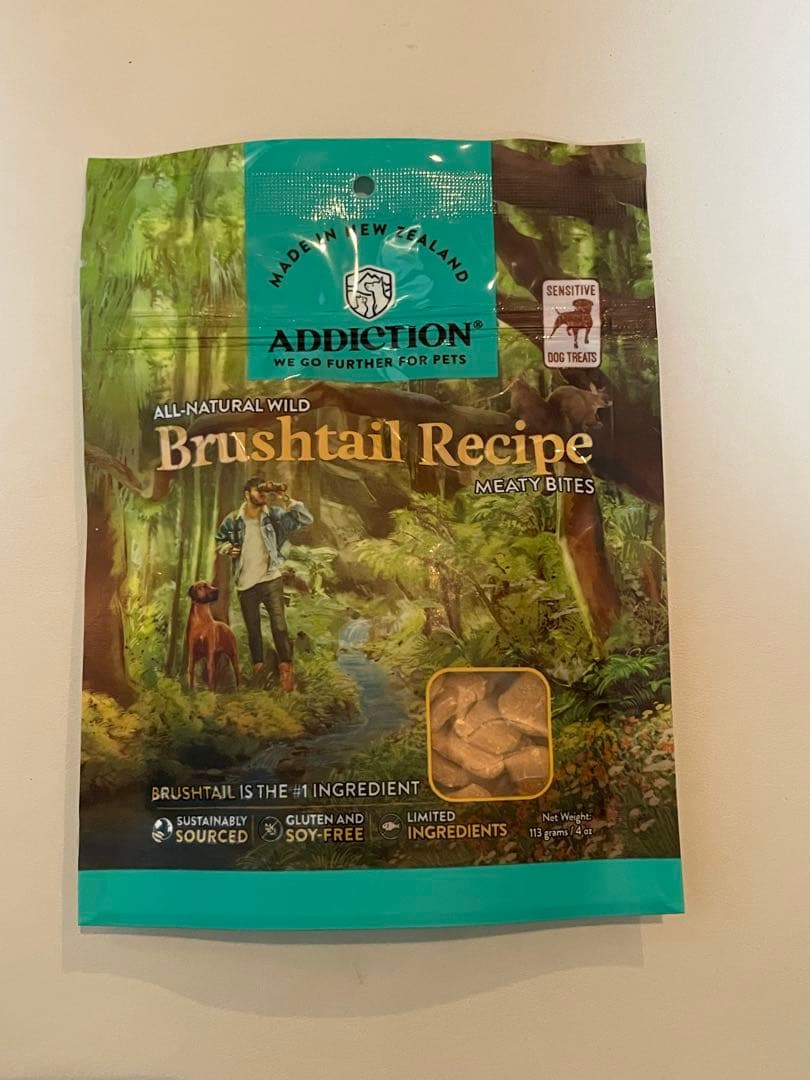 MADE IN NEW ZEALAND
ADDICTION®
WE GO FURTHER FOR PETS
SENSITIVE
DOG TREATS
ALL-NATURAL WILD
Brushtail Recipe
MEATY BITES
BRUSHTAIL IS THE #1 INGREDIENT
SUSTAINABLY
SOURCED
GLUTEN AND
SOY-FREE
LIMITED
INGREDIENTS
Net Weight:
113 grams / 4 oz